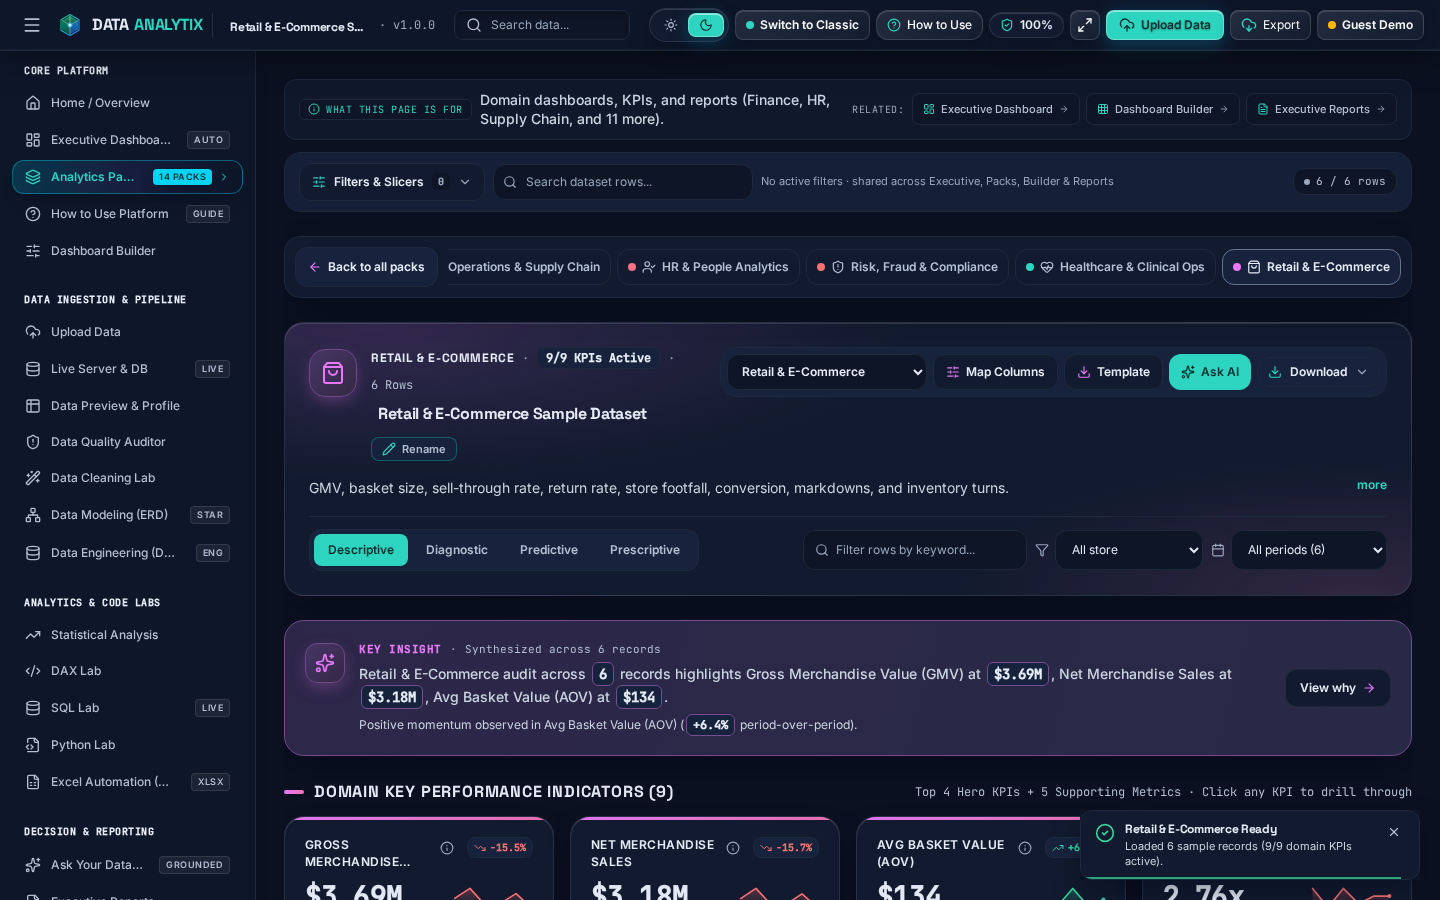 DATA ANALYTIX
Retail & E-Commerce S...
· v1.0.0
Search data...
Switch to Classic
How to Use
100%
Upload Data
Export
Guest Demo
CORE PLATFORM
Home / Overview
Executive Dashboa...
AUTO
Analytics Pa...
14 PACKS
How to Use Platform
GUIDE
Dashboard Builder
DATA INGESTION & PIPELINE
Upload Data
Live Server & DB
LIVE
Data Preview & Profile
Data Quality Auditor
Data Cleaning Lab
Data Modeling (ERD)
STAR
Data Engineering (D...
ENG
ANALYTICS & CODE LABS
Statistical Analysis
DAX Lab
SQL Lab
LIVE
Python Lab
Excel Automation (...
XLSX
DECISION & REPORTING
Ask Your Data...
GROUNDED
Executive Reports
WHAT THIS PAGE IS FOR
Domain dashboards, KPIs, and reports (Finance, HR,
Supply Chain, and 11 more).
RELATED:
Executive Dashboard →
Dashboard Builder →
Executive Reports →
Filters & Slicers 0
Search dataset rows...
No active filters · shared across Executive, Packs, Builder & Reports
6 / 6 rows
← Back to all packs
Operations & Supply Chain
HR & People Analytics
Risk, Fraud & Compliance
Healthcare & Clinical Ops
Retail & E-Commerce
RETAIL & E-COMMERCE · 9/9 KPIs Active ·
6 Rows
Retail & E-Commerce Sample Dataset
Rename
Retail & E-Commerce
Map Columns
Template
Ask AI
Download
GMV, basket size, sell-through rate, return rate, store footfall, conversion, markdowns, and inventory turns.
more
Descriptive
Diagnostic
Predictive
Prescriptive
Filter rows by keyword...
All store
All periods (6)
KEY INSIGHT · Synthesized across 6 records
Retail & E-Commerce audit across 6 records highlights Gross Merchandise Value (GMV) at $3.69M, Net Merchandise Sales at
$3.18M, Avg Basket Value (AOV) at $134.
Positive momentum observed in Avg Basket Value (AOV) (+6.4% period-over-period).
View why →
DOMAIN KEY PERFORMANCE INDICATORS (9)
Top 4 Hero KPIs + 5 Supporting Metrics · Click any KPI to drill through
GROSS
MERCHANDISE...
-15.5%
$3.69M
NET MERCHANDISE
SALES
-15.7%
$3.18M
AVG BASKET VALUE
(AOV)
+6
$134
2.76x
Retail & E-Commerce Ready
Loaded 6 sample records (9/9 domain KPIs
active).